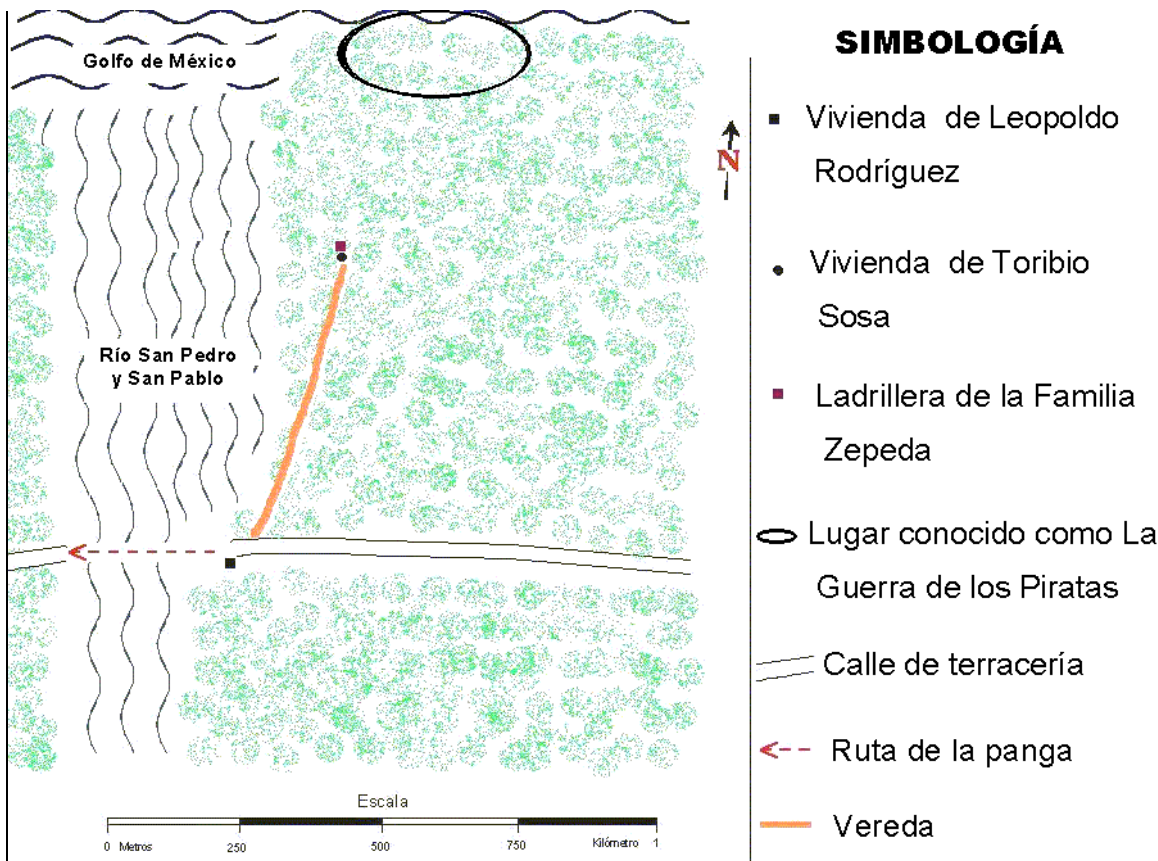 Golfo de México
Río San Pedro
y San Pablo
N
SIMBOLOGÍA
Vivienda de Leopoldo
Rodríguez
Vivienda de Toribio
Sosa
Ladrillera de la Familia
Zepeda
Lugar conocido como La
Guerra de los Piratas
Calle de terracería
Ruta de la panga
Vereda
Escala
0 Metros 250 500 750 Kilómetro 1